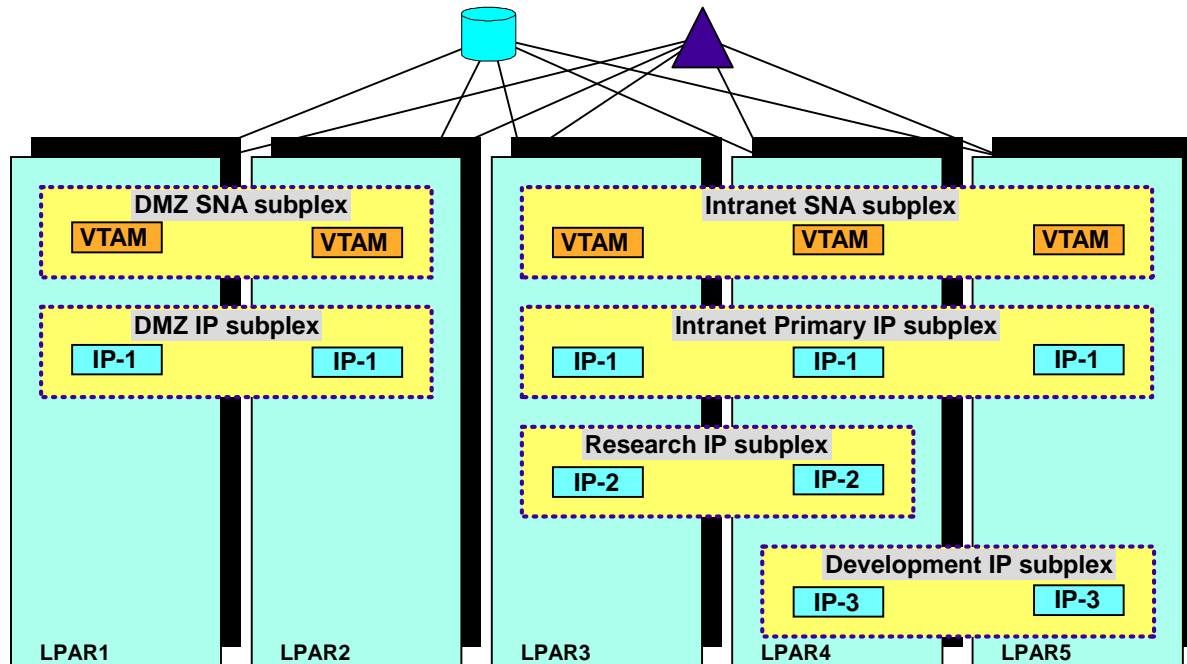 DMZ SNA subplex
VTAM
VTAM
Intranet SNA subplex
VTAM
VTAM
VTAM
DMZ IP subplex
IP-1
IP-1
Intranet Primary IP subplex
IP-1
IP-1
IP-1
Research IP subplex
IP-2
IP-2
Development IP subplex
IP-3
IP-3
LPAR1
LPAR2
LPAR3
LPAR4
LPAR5